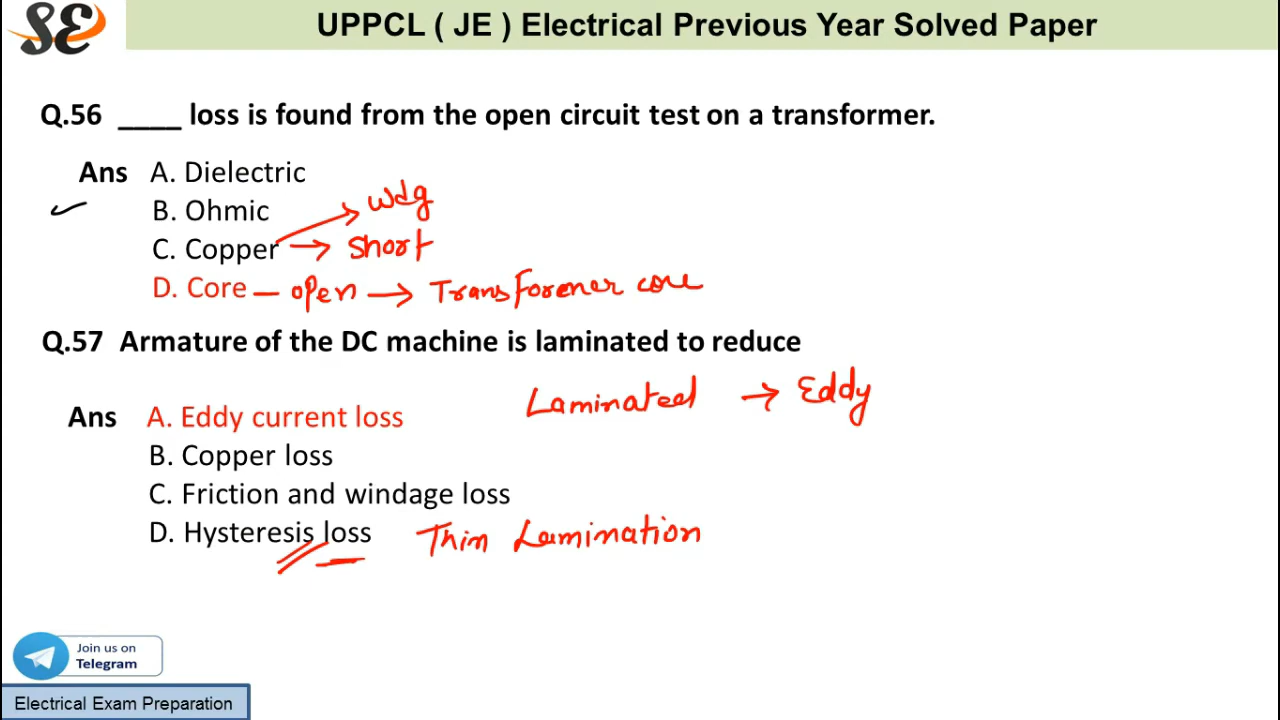 SE
UPPCL ( JE ) Electrical Previous Year Solved Paper
Q.56 ____ loss is found from the open circuit test on a transformer.
Ans A. Dielectric
B. Ohmic → wdg
C. Copper → short
D. Core — open → Transformer core
Q.57 Armature of the DC machine is laminated to reduce
Laminated → Eddy
Ans A. Eddy current loss
B. Copper loss
C. Friction and windage loss
D. Hysteresis loss Thin Lamination
Join us on
Telegram
Electrical Exam Preparation